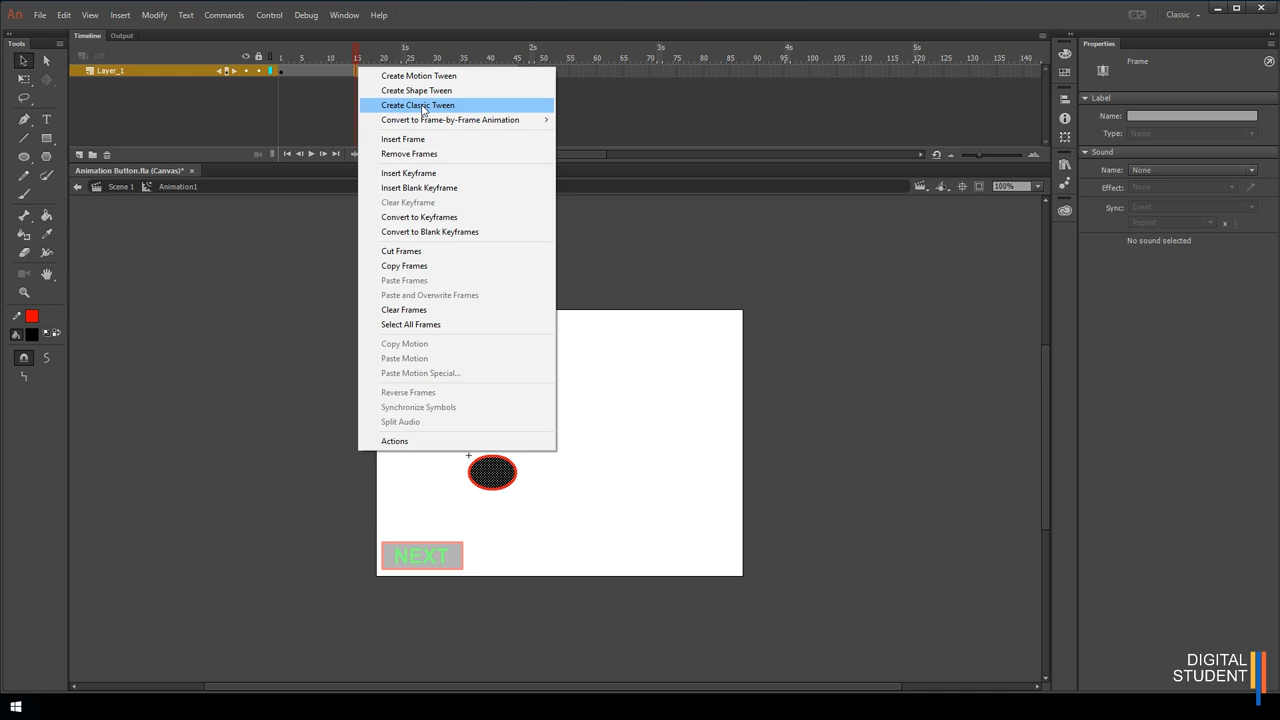 An File Edit View Insert Modify Text Commands Control Debug Window Help Classic
Tools
Timeline Output
Properties
Off
1s 2s 3s 4s 5s
1 5 10 15 20 25 30 35 40 45 50 55 60 65 70 75 80 85 90 95 100 105 110 115 120 125 130 135 140
Layer_1
Frame
Create Motion Tween
Create Shape Tween
Create Classic Tween
Convert to Frame-by-Frame Animation
Insert Frame
Remove Frames
Insert Keyframe
Insert Blank Keyframe
Clear Keyframe
Convert to Keyframes
Convert to Blank Keyframes
Cut Frames
Copy Frames
Paste Frames
Paste and Overwrite Frames
Clear Frames
Select All Frames
Copy Motion
Paste Motion
Paste Motion Special...
Reverse Frames
Synchronize Symbols
Split Audio
Actions
Label
Name:
Type: Name
Sound
Name: None
Effect: None
Sync: Event
Repeat x 1
No sound selected
Animation Button.fla (Canvas)* ×
Scene 1 Animation1
100%
NEXT
DIGITAL
STUDENT